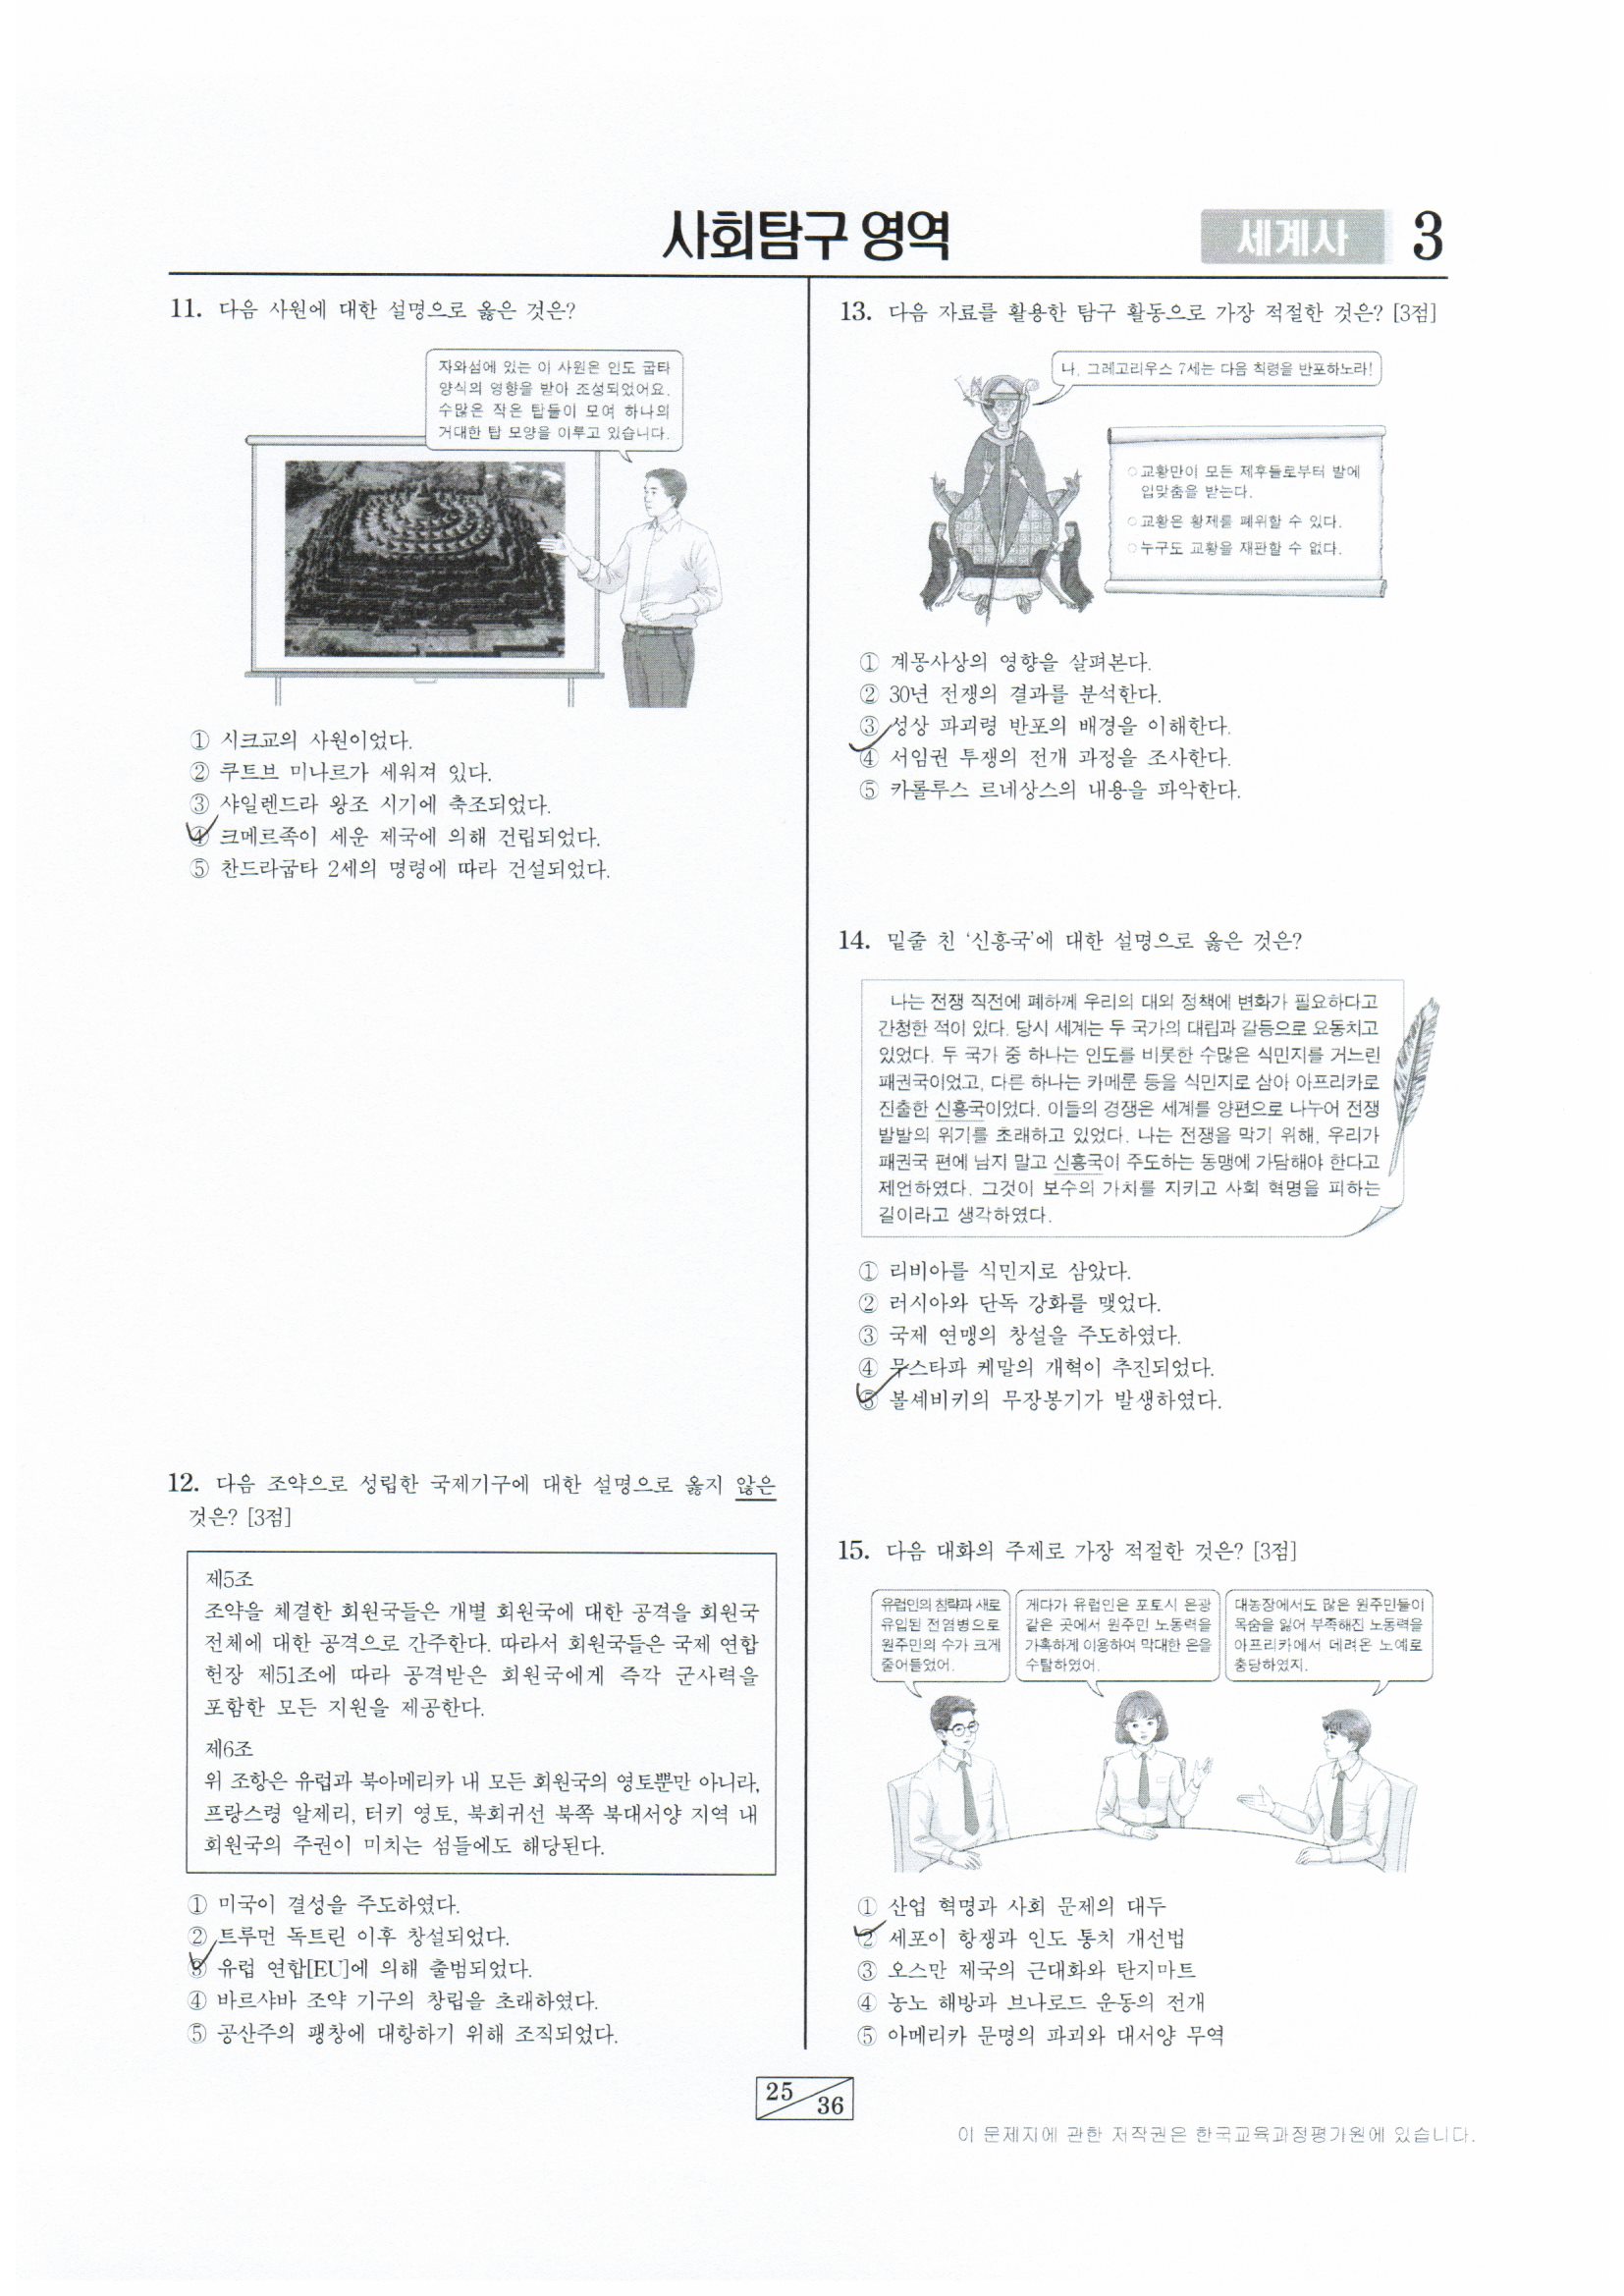 사회탐구 영역
세계사 3
11. 다음 사원에 대한 설명으로 옳은 것은?
자와섬에 있는 이 사원은 인도 굽타
양식의 영향을 받아 조성되었어요.
수많은 작은 탑들이 모여 하나의
거대한 탑 모양을 이루고 있습니다.
① 시크교의 사원이었다.
② 쿠트브 미나르가 세워져 있다.
③ 샤일렌드라 왕조 시기에 축조되었다.
④ 크메르족이 세운 제국에 의해 건립되었다.
⑤ 찬드라굽타 2세의 명령에 따라 건설되었다.
12. 다음 조약으로 성립한 국제기구에 대한 설명으로 옳지 않은
것은? [3점]
제5조
조약을 체결한 회원국들은 개별 회원국에 대한 공격을 회원국
전체에 대한 공격으로 간주한다. 따라서 회원국들은 국제 연합
헌장 제51조에 따라 공격받은 회원국에게 즉각 군사력을
포함한 모든 지원을 제공한다.
제6조
위 조항은 유럽과 북아메리카 내 모든 회원국의 영토뿐만 아니라,
프랑스령 알제리, 터키 영토, 북회귀선 북쪽 북대서양 지역 내
회원국의 주권이 미치는 섬들에도 해당된다.
① 미국이 결성을 주도하였다.
② 트루먼 독트린 이후 창설되었다.
③ 유럽 연합[EU]에 의해 출범되었다.
④ 바르샤바 조약 기구의 창립을 초래하였다.
⑤ 공산주의 팽창에 대항하기 위해 조직되었다.
13. 다음 자료를 활용한 탐구 활동으로 가장 적절한 것은? [3점]
나, 그레고리우스 7세는 다음 칙령을 반포하노라!
○ 교황만이 모든 제후들로부터 발에
입맞춤을 받는다.
○ 교황은 황제를 폐위할 수 있다.
○ 누구도 교황을 재판할 수 없다.
① 계몽사상의 영향을 살펴본다.
② 30년 전쟁의 결과를 분석한다.
③ 성상 파괴령 반포의 배경을 이해한다.
④ 서임권 투쟁의 전개 과정을 조사한다.
⑤ 카롤루스 르네상스의 내용을 파악한다.
14. 밑줄 친 ‘신흥국’에 대한 설명으로 옳은 것은?
나는 전쟁 직전에 폐하께 우리의 대외 정책에 변화가 필요하다고
간청한 적이 있다. 당시 세계는 두 국가의 대립과 갈등으로 요동치고
있었다. 두 국가 중 하나는 인도를 비롯한 수많은 식민지를 거느린
패권국이었고, 다른 하나는 카메룬 등을 식민지로 삼아 아프리카로
진출한 신흥국이었다. 이들의 경쟁은 세계를 양편으로 나누어 전쟁
발발의 위기를 초래하고 있었다. 나는 전쟁을 막기 위해, 우리가
패권국 편에 남지 말고 신흥국이 주도하는 동맹에 가담해야 한다고
제언하였다. 그것이 보수의 가치를 지키고 사회 혁명을 피하는
길이라고 생각하였다.
① 리비아를 식민지로 삼았다.
② 러시아와 단독 강화를 맺었다.
③ 국제 연맹의 창설을 주도하였다.
④ 무스타파 케말의 개혁이 추진되었다.
⑤ 볼셰비키의 무장봉기가 발생하였다.
15. 다음 대화의 주제로 가장 적절한 것은? [3점]
유럽인의 침략과 새로
유입된 전염병으로
원주민의 수가 크게
줄어들었어.
게다가 유럽인은 포토시 은광
같은 곳에서 원주민 노동력을
가혹하게 이용하여 막대한 은을
수탈하였어.
대농장에서도 많은 원주민들이
목숨을 잃어 부족해진 노동력을
아프리카에서 데려온 노예로
충당하였지.
① 산업 혁명과 사회 문제의 대두
② 세포이 항쟁과 인도 통치 개선법
③ 오스만 제국의 근대화와 탄지마트
④ 농노 해방과 브나로드 운동의 전개
⑤ 아메리카 문명의 파괴와 대서양 무역
25 36
이 문제지에 관한 저작권은 한국교육과정평가원에 있습니다.